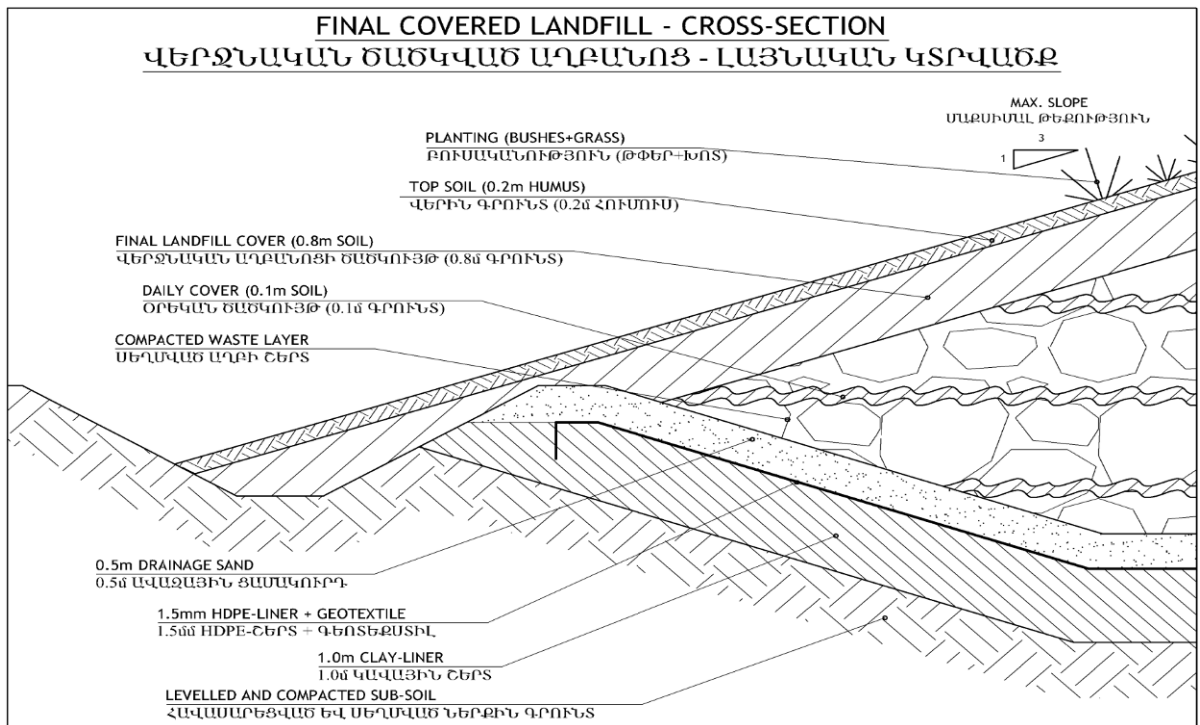 FINAL COVERED LANDFILL - CROSS-SECTION
ՎԵՐՋՆԱԿԱՆ ԾԱԾԿՎԱԾ ԱՂԲԱՆՈՑ - ԼԱՅՆԱԿԱՆ ԿՏՐՎԱԾՔ
MAX. SLOPE
ՄԱՔՍԻՄԱԼ ԹԵՔՈՒԹՅՈՒՆ
3
1
PLANTING (BUSHES+GRASS)
ԲՈՒՍԱԿԱՆՈՒԹՅՈՒՆ (ԹՓԵՐ+ԽՈՏ)
TOP SOIL (0.2m HUMUS)
ՎԵՐԻՆ ԳՐՈՒՆՏ (0.2մ ՀՈՒՄՈՒՍ)
FINAL LANDFILL COVER (0.8m SOIL)
ՎԵՐՋՆԱԿԱՆ ԱՂԲԱՆՈՑԻ ԾԱԾԿՈՒՅԹ (0.8մ ԳՐՈՒՆՏ)
DAILY COVER (0.1m SOIL)
ՕՐԵԿԱՆ ԾԱԾԿՈՒՅԹ (0.1մ ԳՐՈՒՆՏ)
COMPACTED WASTE LAYER
ՍԵՂՄՎԱԾ ԱՂԲԻ ՇԵՐՏ
0.5m DRAINAGE SAND
0.5մ ԱՎԱԶԱՅԻՆ ՑԱՄԱԿՈՒՐԴ
1.5mm HDPE-LINER + GEOTEXTILE
1.5մմ HDPE-ՇԵՐՏ + ԳԵՈՏԵՔՍՏԻԼ
1.0m CLAY-LINER
1.0մ ԿԱՎԱՅԻՆ ՇԵՐՏ
LEVELLED AND COMPACTED SUB-SOIL
ՀԱՎԱՍԱՐԵՑՎԱԾ ԵՎ ՍԵՂՄՎԱԾ ՆԵՐՔԻՆ ԳՐՈՒՆՏ